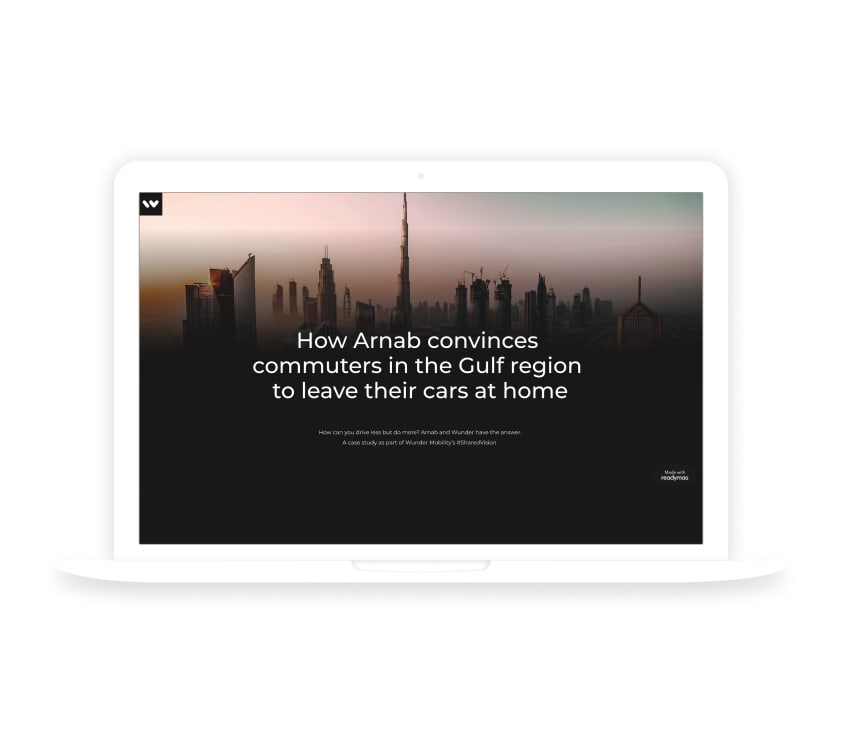 How Arnab convinces
commuters in the Gulf region
to leave their cars at home
How can you drive less but do more? Arnab and Wunder have the answer.
A case study as part of Wunder Mobility's #SharedVision
Made with
readymag